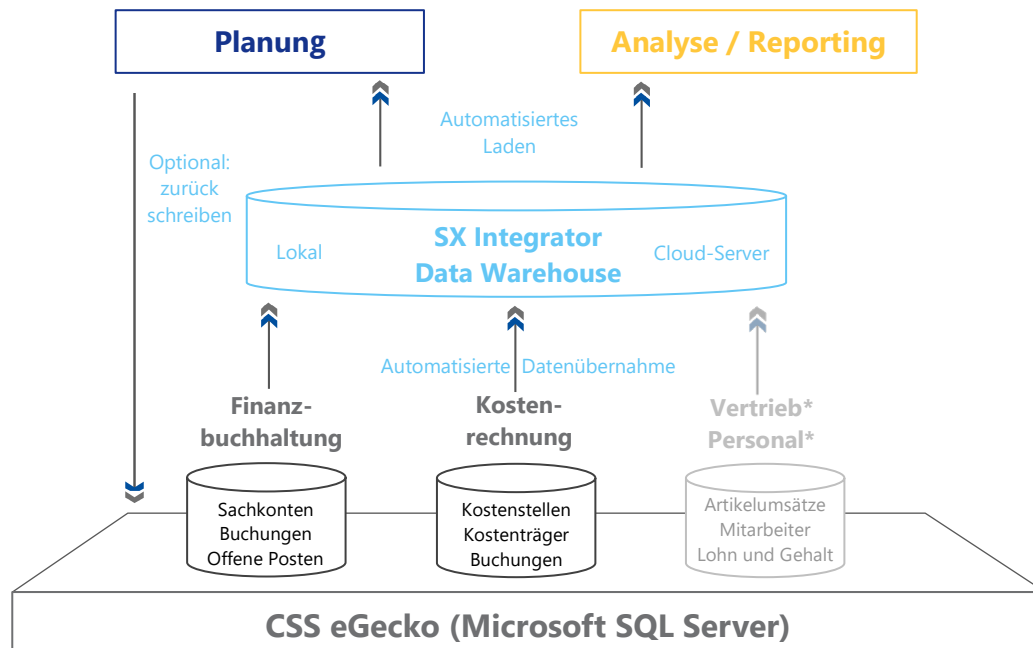 Planung
Analyse / Reporting
Automatisiertes
Laden
Optional:
zurück
schreiben
SX Integrator
Data Warehouse
Lokal
Cloud-Server
Automatisierte Datenübernahme
Finanz-
buchhaltung
Kosten-
rechnung
Vertrieb*
Personal*
Sachkonten
Buchungen
Offene Posten
Kostenstellen
Kostenträger
Buchungen
Artikelumsätze
Mitarbeiter
Lohn und Gehalt
CSS eGecko (Microsoft SQL Server)